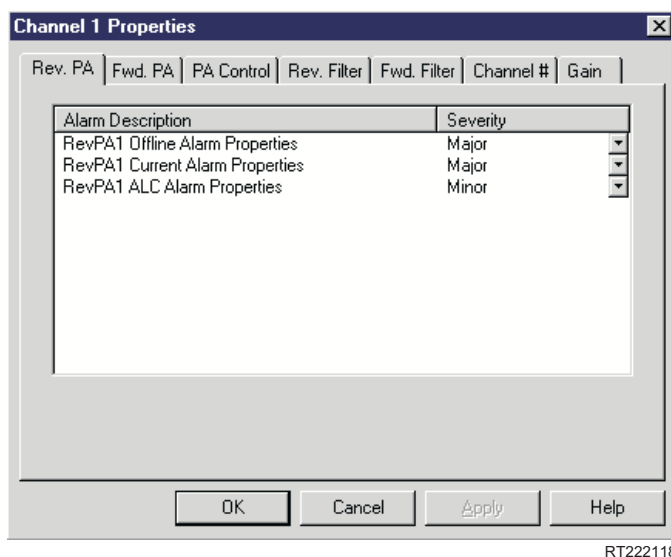 Channel 1 Properties
Rev. PA Fwd. PA PA Control Rev. Filter Fwd. Filter Channel # Gain
Alarm Description Severity
RevPA1 Offline Alarm Properties Major
RevPA1 Current Alarm Properties Major
RevPA1 ALC Alarm Properties Minor
OK Cancel Apply Help
RT222118